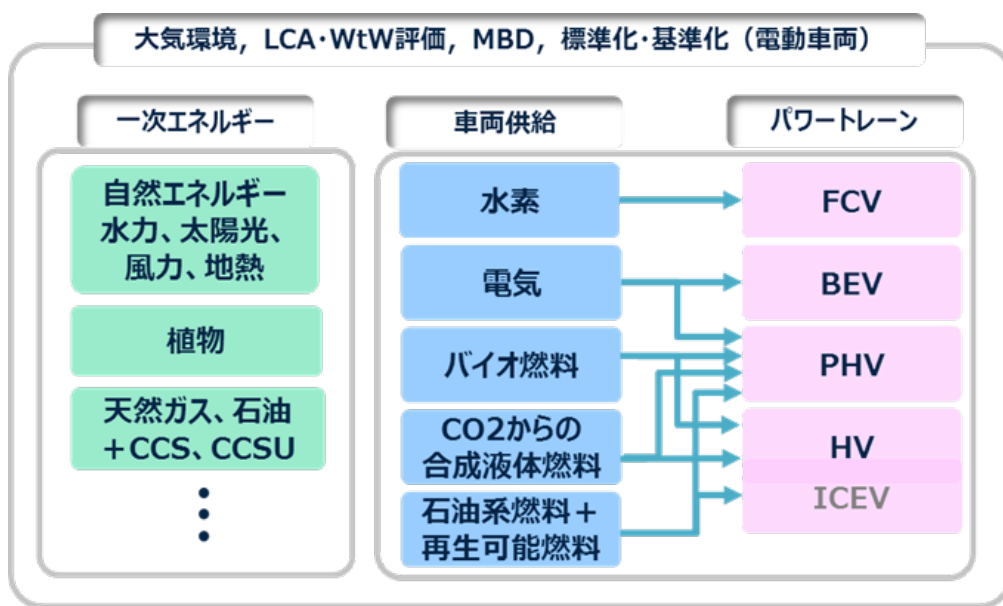 大気環境，LCA・WtW評価，MBD，標準化・基準化（電動車両）
一次エネルギー
自然エネルギー
水力、太陽光、
風力、地熱
植物
天然ガス、石油
＋CCS、CCSU
車両供給
水素
電気
バイオ燃料
CO2からの
合成液体燃料
石油系燃料＋
再生可能燃料
パワートレーン
FCV
BEV
PHV
HV
ICEV